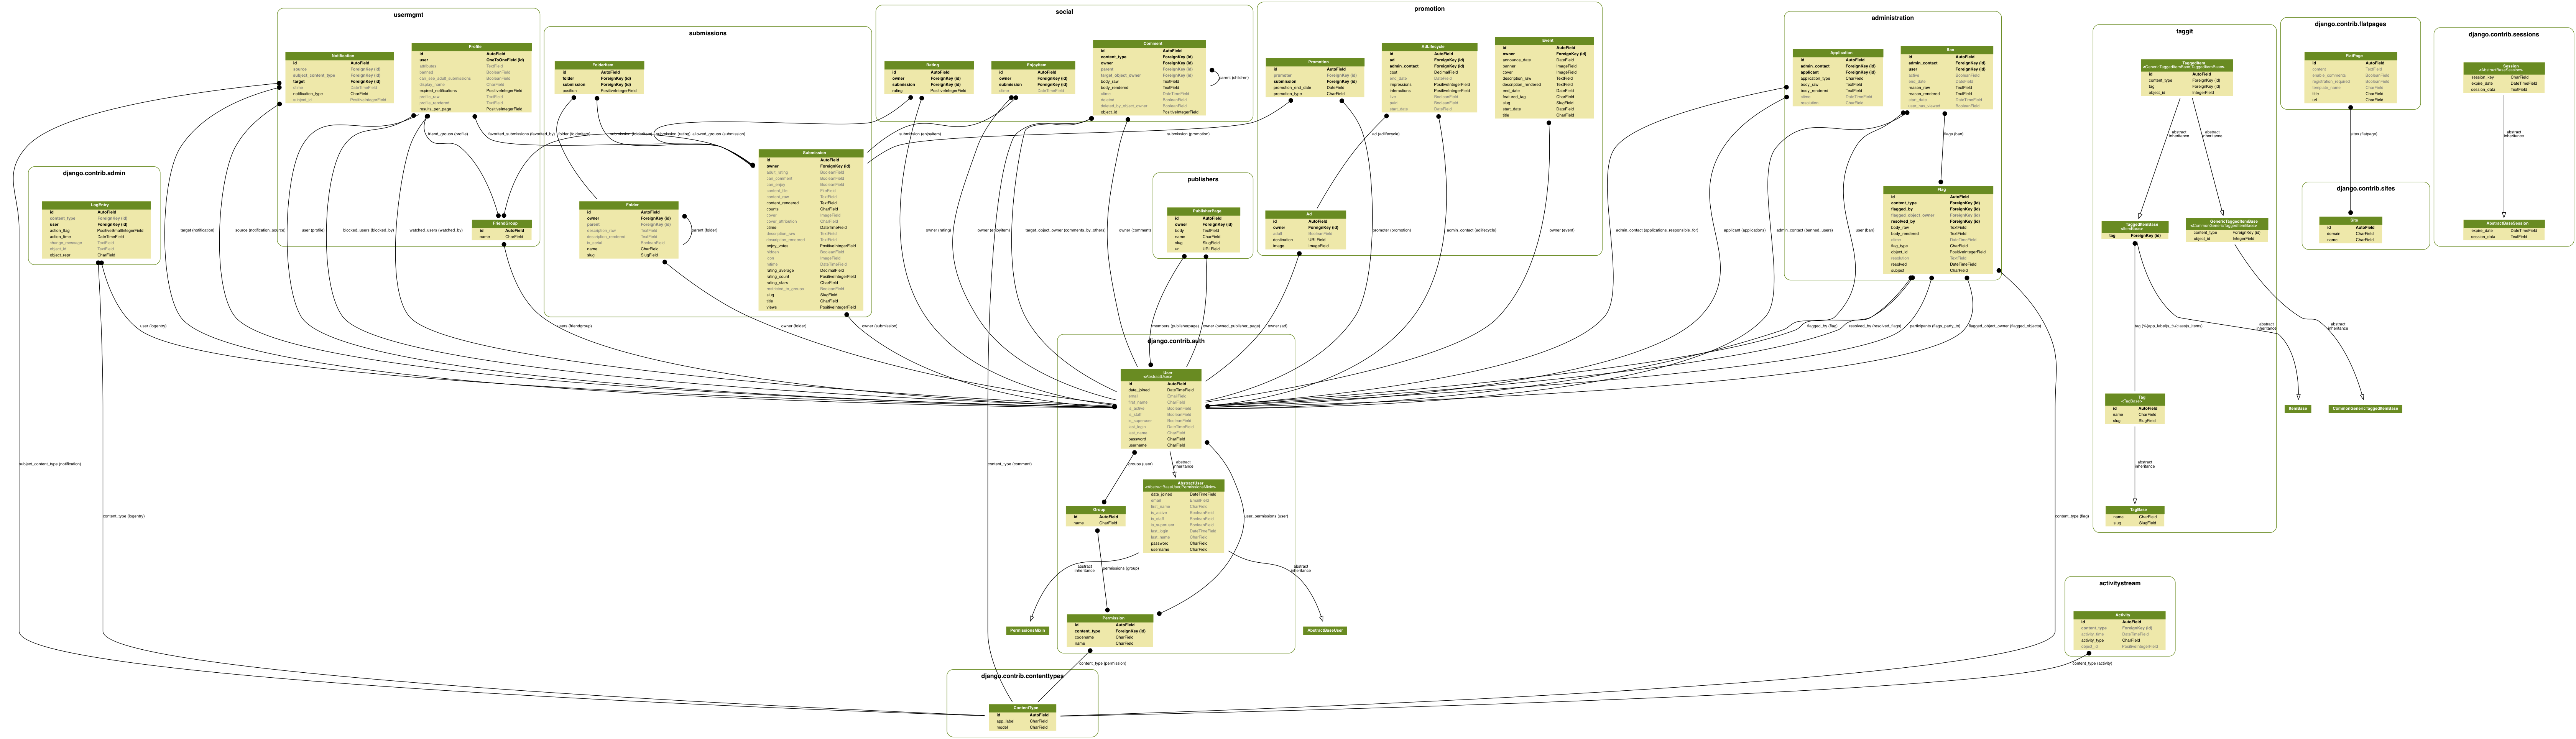 usermgmt
Notification
id AutoField
source ForeignKey (id)
subject_content_type ForeignKey (id)
target ForeignKey (id)
ctime DateTimeField
notification_type CharField
subject_id PositiveIntegerField
Profile
id AutoField
user OneToOneField (id)
attributes TextField
banned BooleanField
can_see_adult_submissions BooleanField
display_name CharField
expired_notifications PositiveIntegerField
profile_raw TextField
profile_rendered TextField
results_per_page PositiveIntegerField
FriendGroup
id AutoField
name CharField
submissions
FolderItem
id AutoField
folder ForeignKey (id)
submission ForeignKey (id)
position PositiveIntegerField
Submission
id AutoField
owner ForeignKey (id)
adult_rating BooleanField
can_comment BooleanField
can_enjoy BooleanField
content_file FileField
content_raw TextField
content_rendered TextField
counts CharField
cover ImageField
cover_attribution CharField
ctime DateTimeField
description_raw TextField
description_rendered TextField
enjoy_votes PositiveIntegerField
hidden BooleanField
icon ImageField
mtime DateTimeField
rating_average DecimalField
rating_count PositiveIntegerField
rating_stars CharField
restricted_to_groups BooleanField
slug SlugField
title CharField
views PositiveIntegerField
Folder
id AutoField
owner ForeignKey (id)
parent ForeignKey (id)
description_raw TextField
description_rendered TextField
is_series BooleanField
name CharField
slug SlugField
social
Rating
id AutoField
owner ForeignKey (id)
submission ForeignKey (id)
rating PositiveIntegerField
EnjoyItem
id AutoField
owner ForeignKey (id)
submission ForeignKey (id)
ctime DateTimeField
Comment
id AutoField
content_type ForeignKey (id)
owner ForeignKey (id)
parent ForeignKey (id)
target_object_owner ForeignKey (id)
body_raw TextField
body_rendered TextField
ctime DateTimeField
deleted BooleanField
deleted_by_object_owner BooleanField
object_id PositiveIntegerField
parent (children)
promotion
Promotion
id AutoField
promoter ForeignKey (id)
submission ForeignKey (id)
promotion_end_date DateField
promotion_type CharField
AdLifecycle
id AutoField
ad ForeignKey (id)
admin_contact ForeignKey (id)
cost DecimalField
end_date DateField
impressions PositiveIntegerField
interactions PositiveIntegerField
live BooleanField
paid BooleanField
start_date DateField
Event
id AutoField
owner ForeignKey (id)
announce_date DateField
banner ImageField
cover ImageField
description_raw TextField
description_rendered TextField
end_date DateField
featured_tag CharField
slug SlugField
start_date DateField
title CharField
Ad
id AutoField
owner ForeignKey (id)
adult BooleanField
destination URLField
image ImageField
publishers
PublisherPage
id AutoField
owner ForeignKey (id)
body TextField
name CharField
slug SlugField
url URLField
administration
Application
id AutoField
admin_contact ForeignKey (id)
applicant ForeignKey (id)
application_type CharField
body_raw TextField
body_rendered TextField
ctime DateTimeField
resolution CharField
Ban
id AutoField
admin_contact ForeignKey (id)
user ForeignKey (id)
active BooleanField
end_date DateField
reason_raw TextField
reason_rendered TextField
start_date DateTimeField
user_has_viewed BooleanField
flags (ban)
Flag
id AutoField
content_type ForeignKey (id)
flagged_by ForeignKey (id)
flagged_object_owner ForeignKey (id)
resolved_by ForeignKey (id)
body_raw TextField
body_rendered TextField
ctime DateTimeField
flag_type CharField
object_id PositiveIntegerField
resolution TextField
resolved DateTimeField
subject CharField
taggit
TaggedItem
<GenericTaggedItemBase,TaggedItemBase>
id AutoField
content_type ForeignKey (id)
tag ForeignKey (id)
object_id IntegerField
abstract
inheritance
abstract
inheritance
TaggedItemBase
<ItemBase>
tag ForeignKey (id)
GenericTaggedItemBase
<CommonGenericTaggedItemBase>
content_type ForeignKey (id)
object_id IntegerField
tag (%(app_label)s_%(class)s_items)
abstract
inheritance
abstract
inheritance
Tag
<TagBase>
id AutoField
name CharField
slug SlugField
abstract
inheritance
TagBase
name CharField
slug SlugField
ItemBase
CommonGenericTaggedItemBase
django.contrib.flatpages
FlatPage
id AutoField
content TextField
enable_comments BooleanField
registration_required BooleanField
template_name CharField
title CharField
url CharField
sites (flatpage)
django.contrib.sites
Site
id AutoField
domain CharField
name CharField
django.contrib.sessions
Session
<AbstractBaseSession>
session_key CharField
expire_date DateTimeField
session_data TextField
abstract
inheritance
AbstractBaseSession
expire_date DateTimeField
session_data TextField
django.contrib.admin
LogEntry
id AutoField
content_type ForeignKey (id)
user ForeignKey (id)
action_flag PositiveSmallIntegerField
action_time DateTimeField
change_message TextField
object_id TextField
object_repr CharField
friend_groups (profile)
favorited_submissions (favorited_by)
folder (folderitem)
submission (folderitem)
submission (rating)
allowed_groups (submission)
submission (enjoyitem)
submission (promotion)
ad (adlifecycle)
parent (folder)
target (notification)
source (notification_source)
user (profile)
blocked_users (blocked_by)
watched_users (watched_by)
owner (rating)
owner (enjoyitem)
target_object_owner (comments_by_others)
owner (comment)
promoter (promotion)
admin_contact (adlifecycle)
owner (event)
admin_contact (applications_responsible_for)
applicant (application)
admin_contact (banned_users)
user (ban)
user (logentry)
users (friendgroup)
owner (folder)
owner (submission)
members (publisherpage)
owner (owned_publisher_page)
owner (ad)
flagged_by (flag)
resolved_by (resolved_flags)
participants (flags_party_to)
flagged_object_owner (flagged_objects)
django.contrib.auth
User
<AbstractUser>
id AutoField
date_joined DateTimeField
email EmailField
first_name CharField
is_active BooleanField
is_staff BooleanField
is_superuser BooleanField
last_login DateTimeField
last_name CharField
password CharField
username CharField
groups (user)
abstract
inheritance
AbstractUser
<AbstractBaseUser,PermissionsMixin>
date_joined DateTimeField
email EmailField
first_name CharField
is_active BooleanField
is_staff BooleanField
is_superuser BooleanField
last_login DateTimeField
last_name CharField
password CharField
username CharField
Group
id AutoField
name CharField
user_permissions (user)
abstract
inheritance
permissions (group)
abstract
inheritance
PermissionsMixin
Permission
id AutoField
content_type ForeignKey (id)
codename CharField
name CharField
AbstractBaseUser
subject_content_type (notification)
content_type (logentry)
content_type (comment)
content_type (permission)
content_type (flag)
content_type (activity)
activitystream
Activity
id AutoField
content_type ForeignKey (id)
activity_time DateTimeField
activity_type CharField
object_id PositiveIntegerField
django.contrib.contenttypes
ContentType
id AutoField
app_label CharField
model CharField